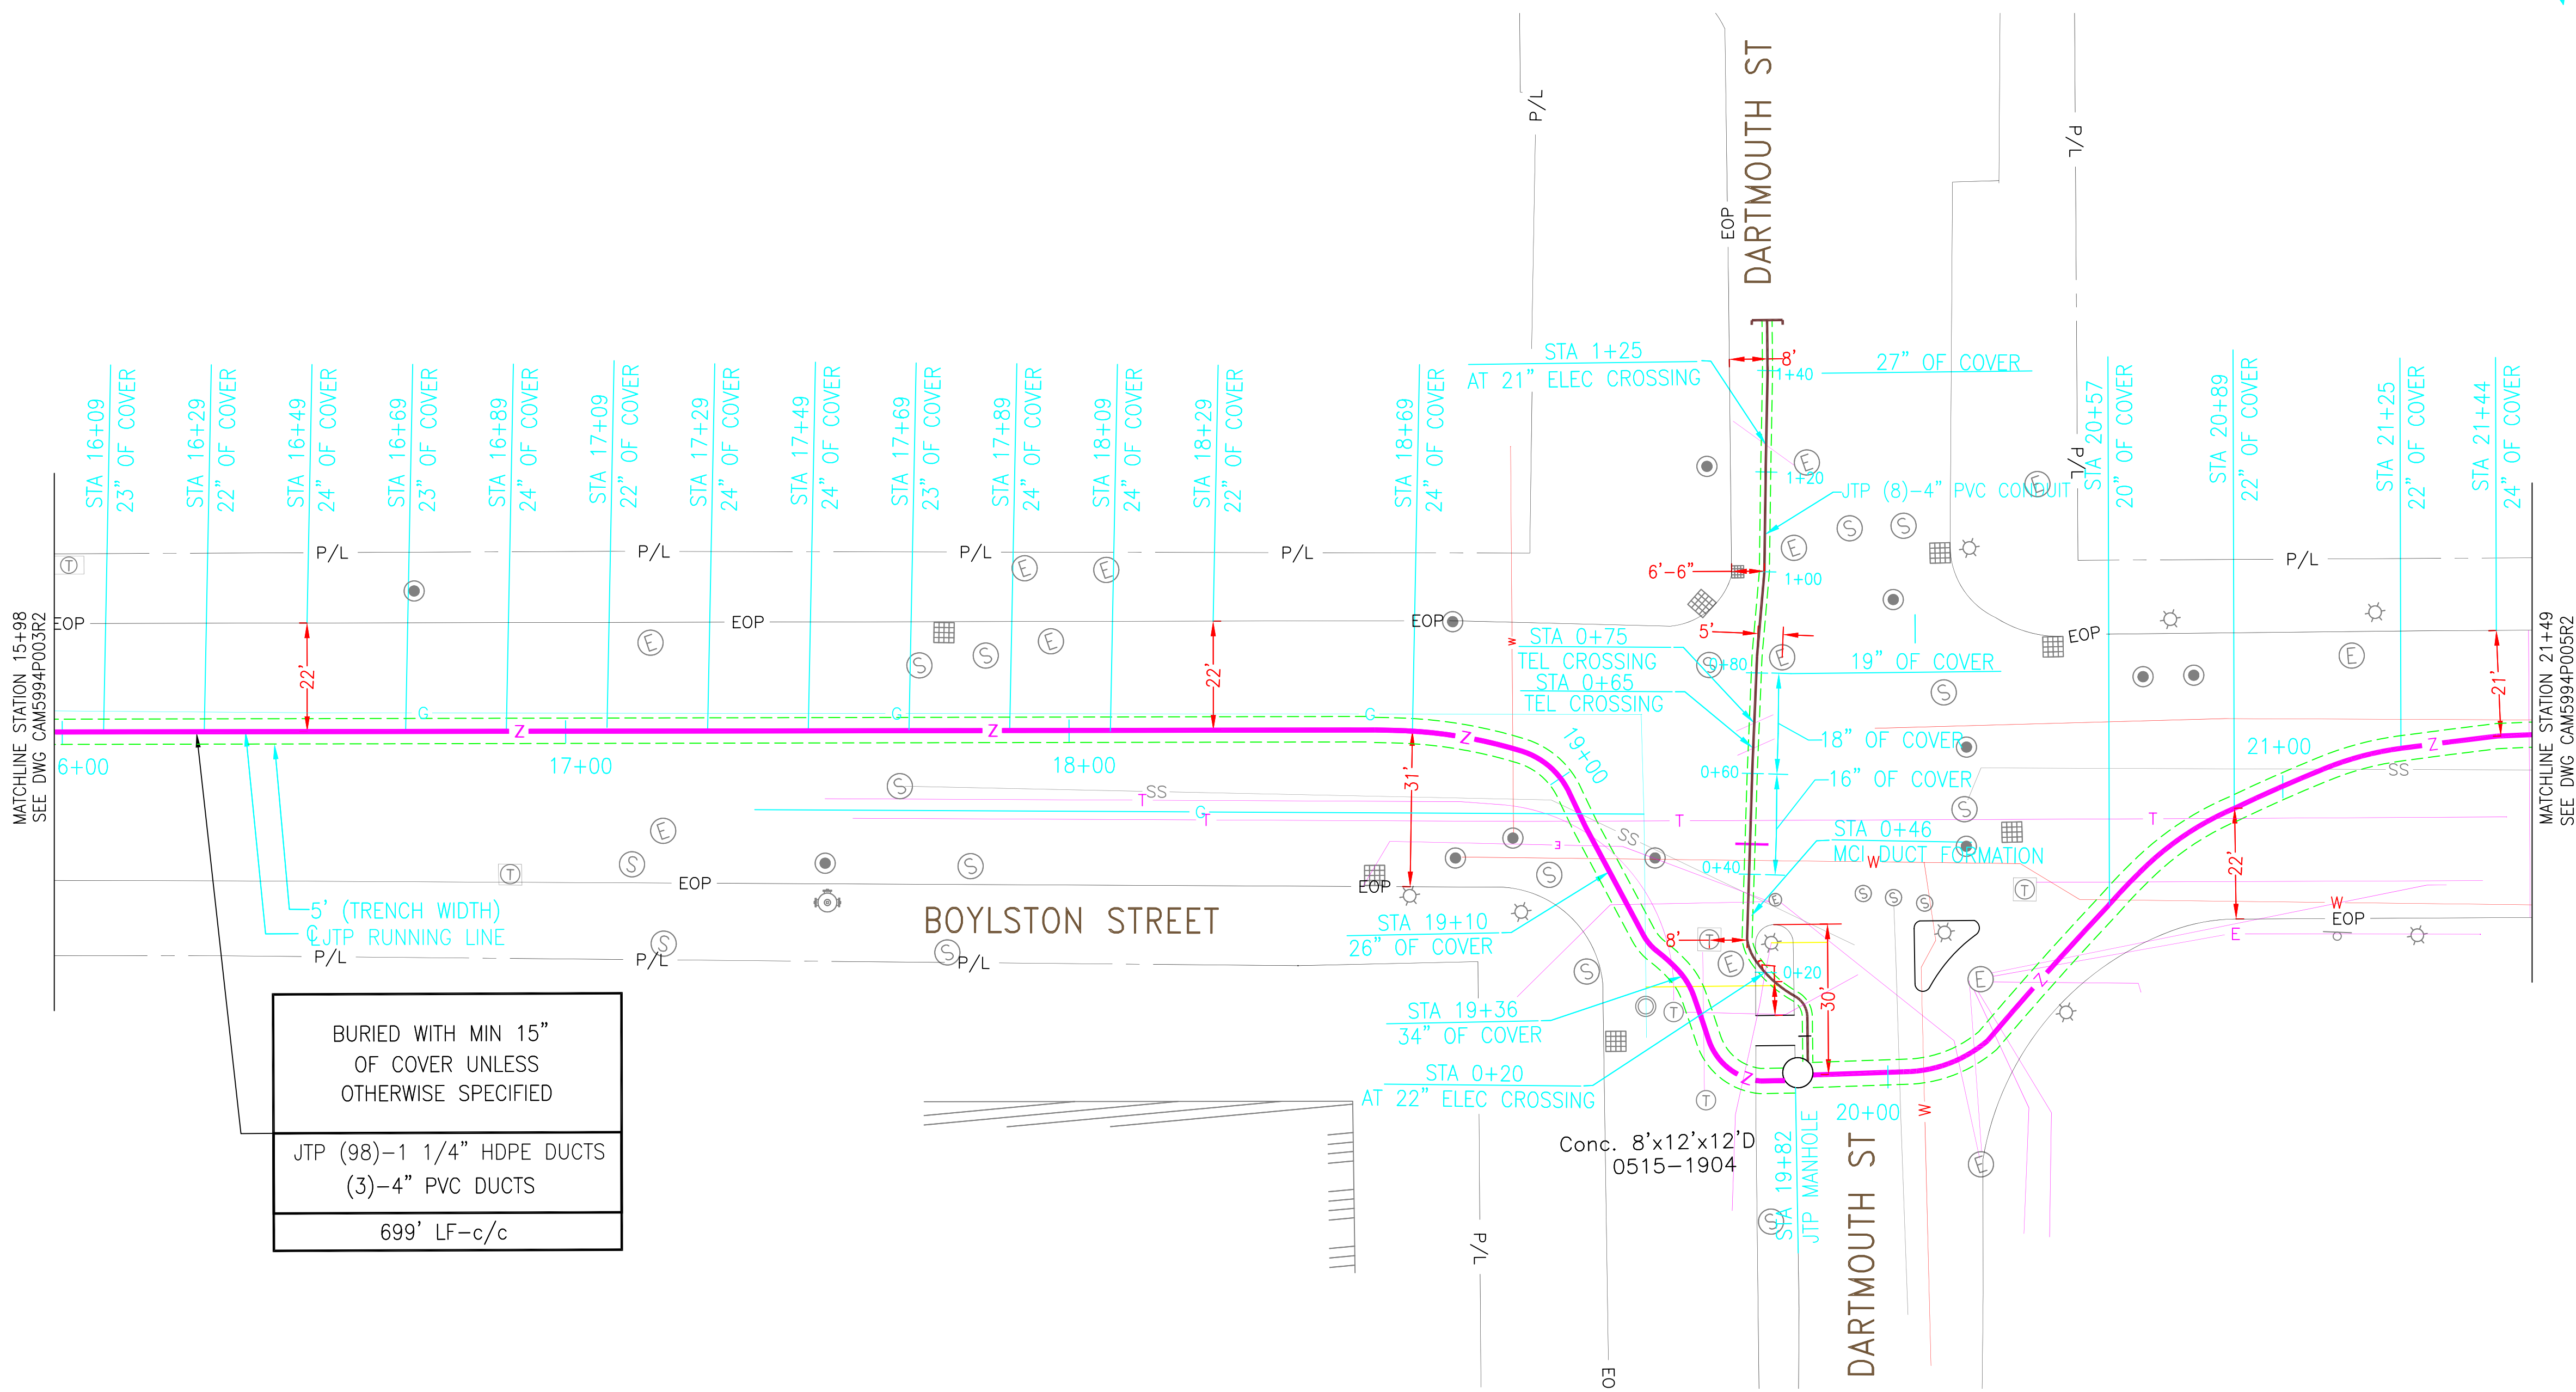 DARTMOUTH ST
P/L
P/L
EOP
STA 16+09
23" OF COVER
STA 16+29
22" OF COVER
STA 16+49
24" OF COVER
STA 16+69
23" OF COVER
STA 16+89
24" OF COVER
STA 17+09
22" OF COVER
STA 17+29
24" OF COVER
STA 17+49
24" OF COVER
STA 17+69
23" OF COVER
STA 17+89
24" OF COVER
STA 18+09
24" OF COVER
STA 18+29
22" OF COVER
STA 18+69
24" OF COVER
STA 1+25
AT 21" ELEC CROSSING
8'
1+40
27" OF COVER
1+20
JTP (8)-4" PVC CONDUIT
P/L
STA 20+57
20" OF COVER
STA 20+89
22" OF COVER
STA 21+25
22" OF COVER
STA 21+44
24" OF COVER
P/L
P/L
P/L
P/L
P/L
6'-6"
1+00
MATCHLINE STATION 15+98
SEE DWG CAM5994P003R2
EOP
EOP
EOP
EOP
22'
22'
5'
STA 0+75
TEL CROSSING
0+80
19" OF COVER
STA 0+65
TEL CROSSING
21'
MATCHLINE STATION 21+49
SEE DWG CAM5994P005R2
G
G
G
W
Z
Z
Z
Z
6+00
17+00
18+00
19+00
18" OF COVER
0+60
16" OF COVER
21+00
31'
SS
T
G
T
SS
T
T
SS
E
STA 0+46
MCI DUCT FORMATION
0+40
W
22'
EOP
EOP
W
EOP
E
5' (TRENCH WIDTH)
℄ JTP RUNNING LINE
BOYLSTON STREET
STA 19+10
26" OF COVER
8'
0+20
30'
Z
P/L
P/L
P/L
STA 19+36
34" OF COVER
STA 0+20
AT 22" ELEC CROSSING
Z
20+00
W
BURIED WITH MIN 15"
OF COVER UNLESS
OTHERWISE SPECIFIED
JTP (98)-1 1/4" HDPE DUCTS
(3)-4" PVC DUCTS
699' LF-c/c
Conc. 8'x12'x12'D
0515-1904
STA 19+82
JTP MANHOLE
DARTMOUTH ST
P/L
EO